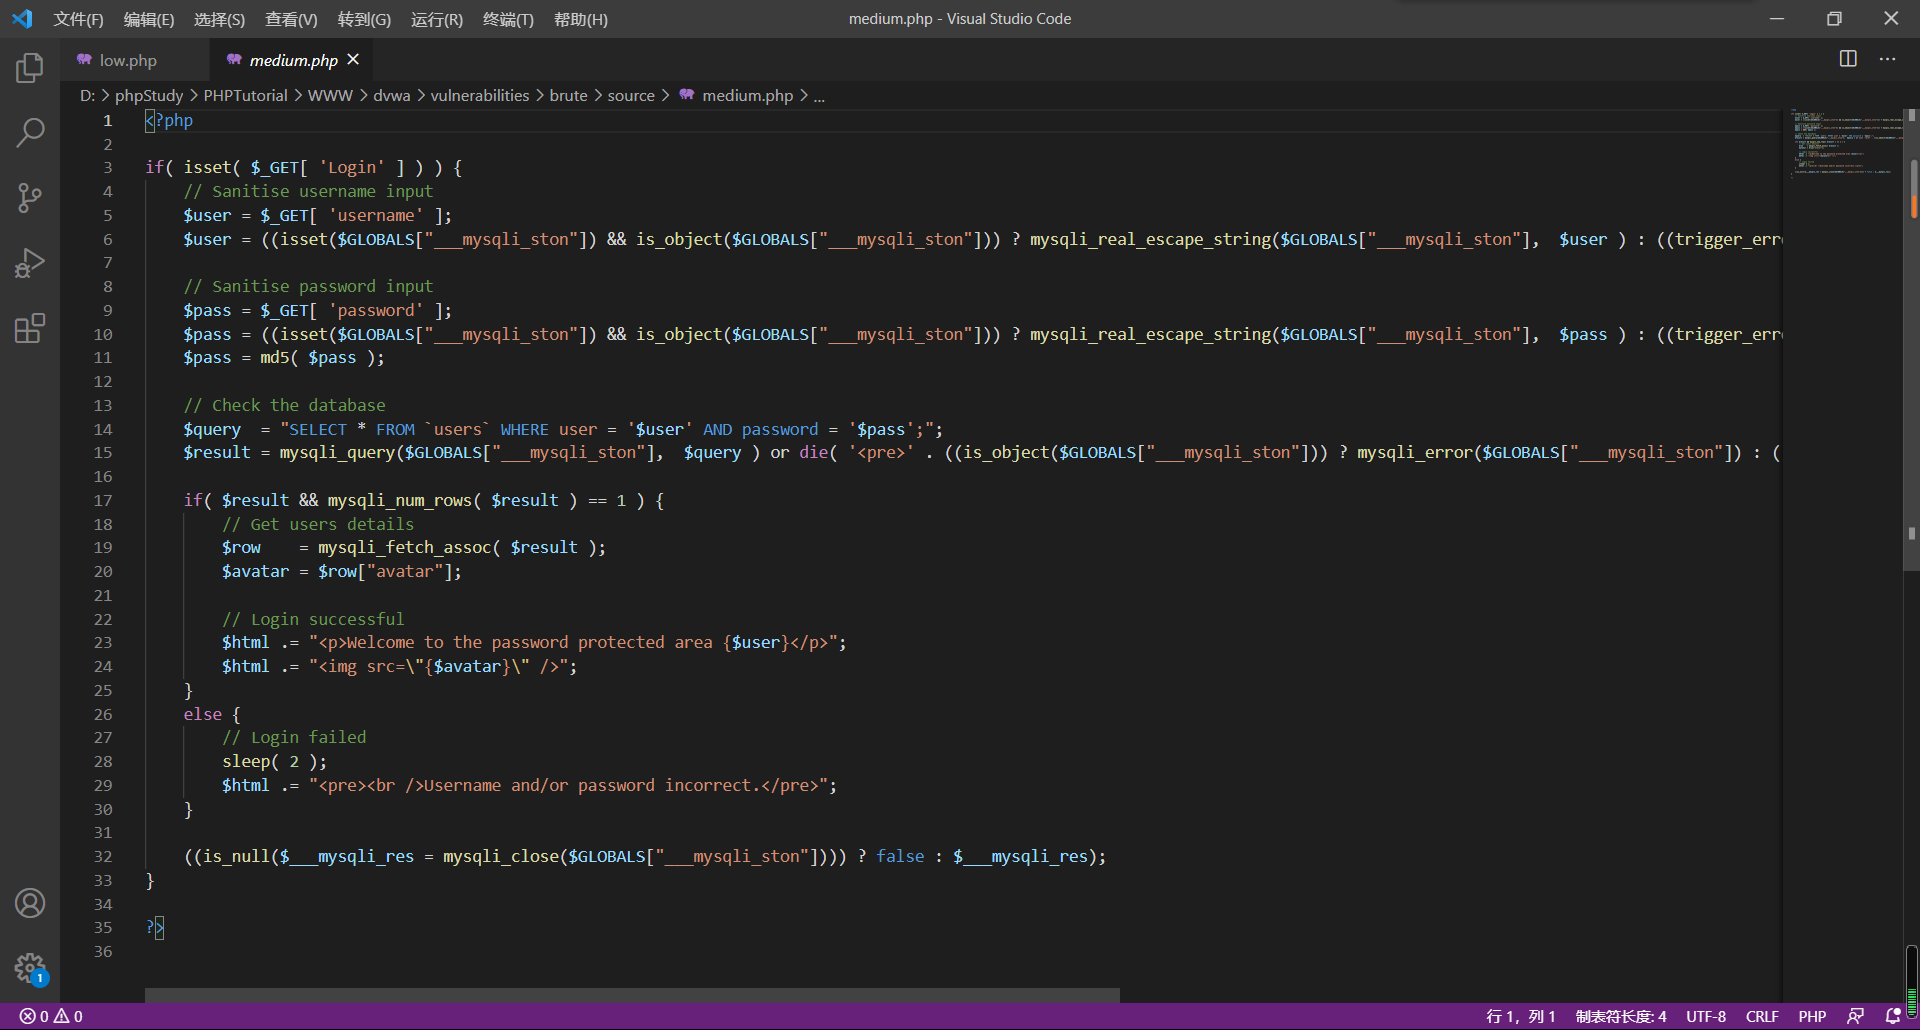 文件(F) 编辑(E) 选择(S) 查看(V) 转到(G) 运行(R) 终端(T) 帮助(H) medium.php - Visual Studio Code
low.php medium.php
D: > phpStudy > PHPTutorial > WWW > dvwa > vulnerabilities > brute > source > medium.php > ...
1 <?php
2
3 if( isset( $_GET[ 'Login' ] ) ) {
4     // Sanitise username input
5     $user = $_GET[ 'username' ];
6     $user = ((isset($GLOBALS["___mysqli_ston"]) && is_object($GLOBALS["___mysqli_ston"])) ? mysqli_real_escape_string($GLOBALS["___mysqli_ston"],  $user ) : ((trigger_erro
7
8     // Sanitise password input
9     $pass = $_GET[ 'password' ];
10     $pass = ((isset($GLOBALS["___mysqli_ston"]) && is_object($GLOBALS["___mysqli_ston"])) ? mysqli_real_escape_string($GLOBALS["___mysqli_ston"],  $pass ) : ((trigger_erro
11     $pass = md5( $pass );
12
13     // Check the database
14     $query  = "SELECT * FROM `users` WHERE user = '$user' AND password = '$pass';";
15     $result = mysqli_query($GLOBALS["___mysqli_ston"],  $query ) or die( '<pre>' . ((is_object($GLOBALS["___mysqli_ston"])) ? mysqli_error($GLOBALS["___mysqli_ston"]) : (
16
17     if( $result && mysqli_num_rows( $result ) == 1 ) {
18         // Get users details
19         $row    = mysqli_fetch_assoc( $result );
20         $avatar = $row["avatar"];
21
22         // Login successful
23         $html .= "<p>Welcome to the password protected area {$user}</p>";
24         $html .= "<img src=\"{$avatar}\" />";
25     }
26     else {
27         // Login failed
28         sleep( 2 );
29         $html .= "<pre><br />Username and/or password incorrect.</pre>";
30     }
31
32     ((is_null($___mysqli_res = mysqli_close($GLOBALS["___mysqli_ston"]))) ? false : $___mysqli_res);
33 }
34
35 ?>
36
1
0 0 行 1，列 1 制表符长度: 4 UTF-8 CRLF PHP